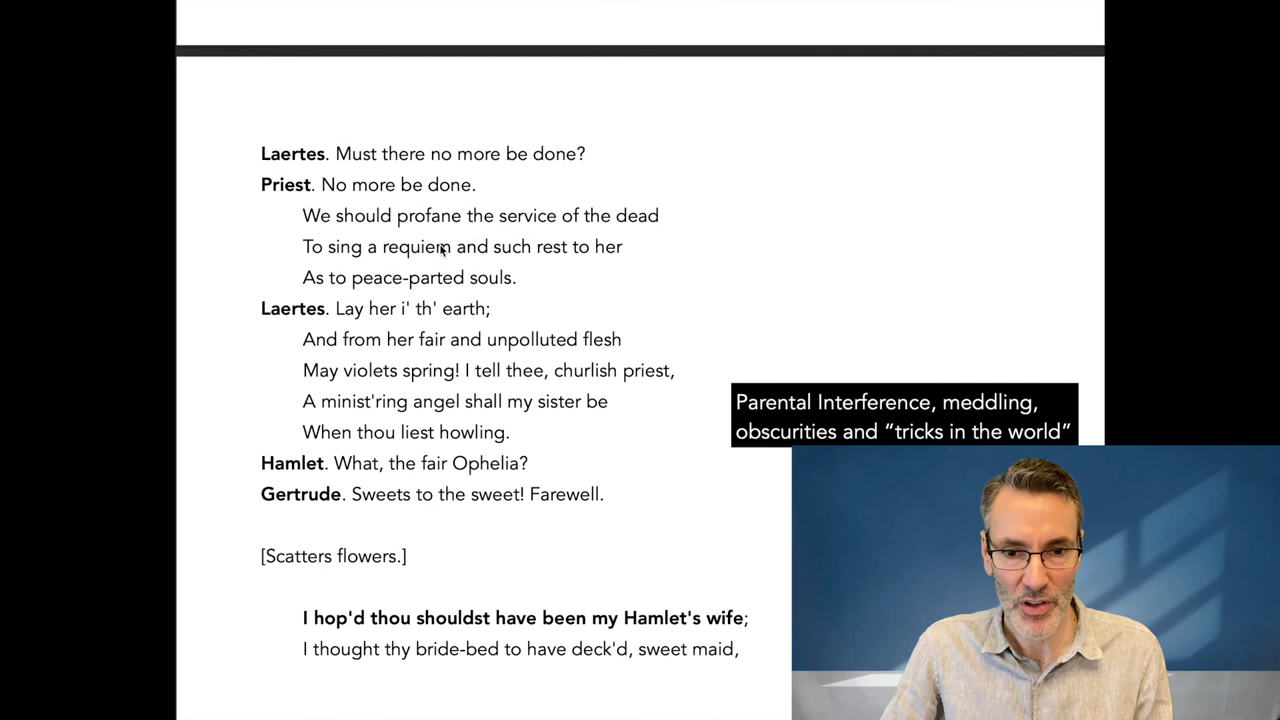 Laertes. Must there no more be done?
Priest. No more be done.
We should profane the service of the dead
To sing a requiem and such rest to her
As to peace-parted souls.
Laertes. Lay her i' th' earth;
And from her fair and unpolluted flesh
May violets spring! I tell thee, churlish priest,
A minist'ring angel shall my sister be
When thou liest howling.
Hamlet. What, the fair Ophelia?
Gertrude. Sweets to the sweet! Farewell.
[Scatters flowers.]
I hop'd thou shouldst have been my Hamlet's wife;
I thought thy bride-bed to have deck'd, sweet maid,
Parental Interference, meddling,
obscurities and “tricks in the world”